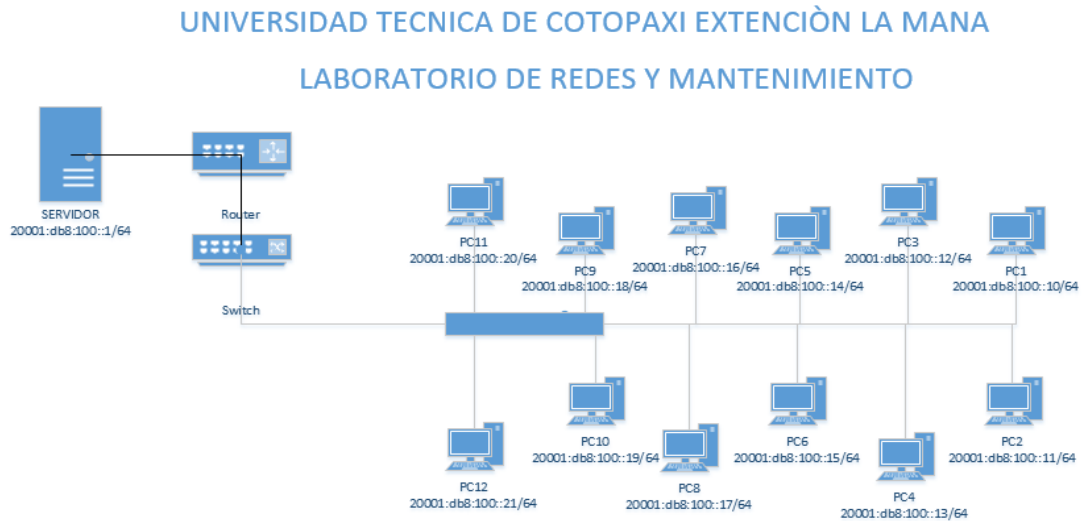 UNIVERSIDAD TECNICA DE COTOPAXI EXTENCIÒN LA MANA
LABORATORIO DE REDES Y MANTENIMIENTO
SERVIDOR
20001:db8:100::1/64
Router
Switch
PC11
20001:db8:100::20/64
PC9
20001:db8:100::18/64
PC7
20001:db8:100::16/64
PC5
20001:db8:100::14/64
PC3
20001:db8:100::12/64
PC1
20001:db8:100::10/64
PC12
20001:db8:100::21/64
PC10
20001:db8:100::19/64
PC8
20001:db8:100::17/64
PC6
20001:db8:100::15/64
PC4
20001:db8:100::13/64
PC2
20001:db8:100::11/64